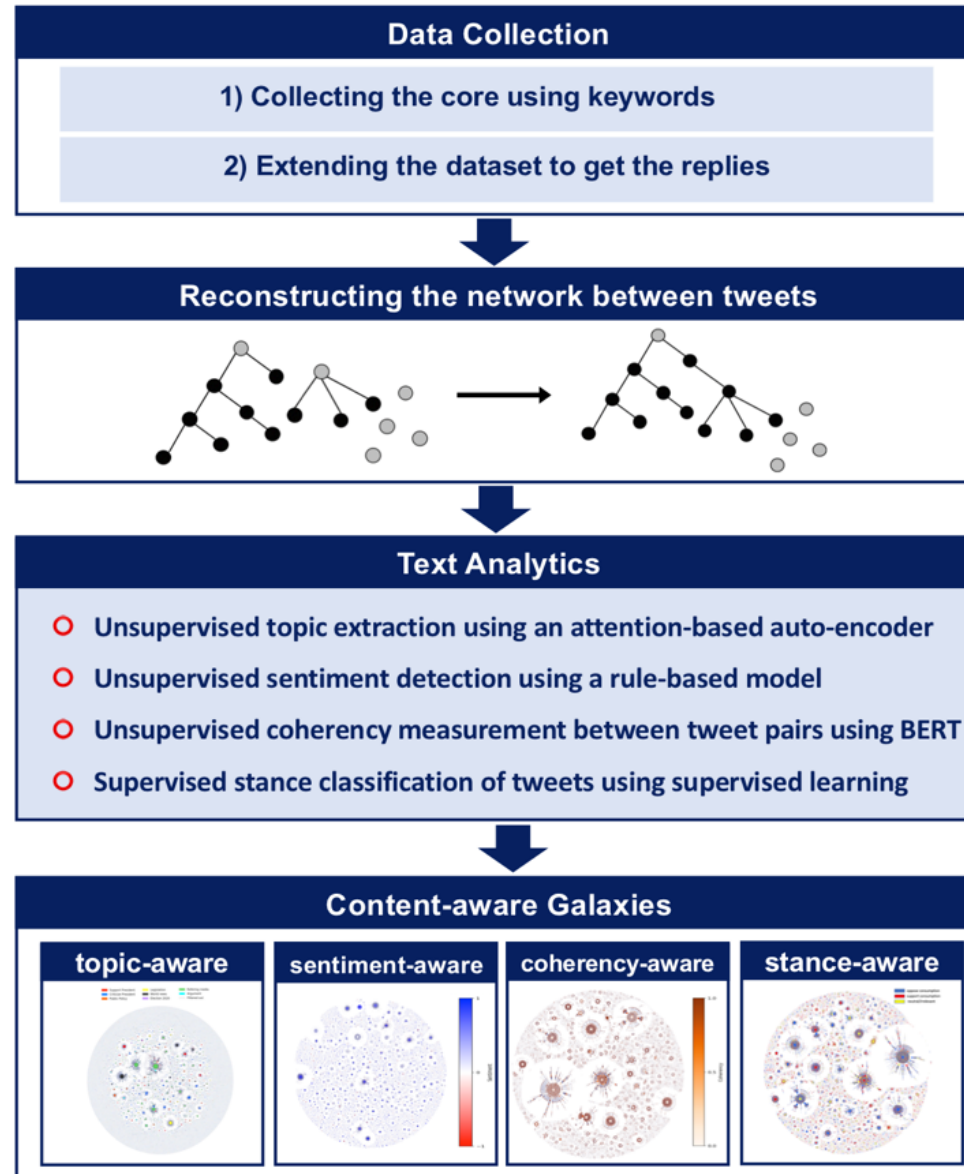 Data Collection
1) Collecting the core using keywords
2) Extending the dataset to get the replies
Reconstructing the network between tweets
Text Analytics
Unsupervised topic extraction using an attention-based auto-encoder
Unsupervised sentiment detection using a rule-based model
Unsupervised coherency measurement between tweet pairs using BERT
Supervised stance classification of tweets using supervised learning
Content-aware Galaxies
topic-aware
sentiment-aware
coherency-aware
stance-aware